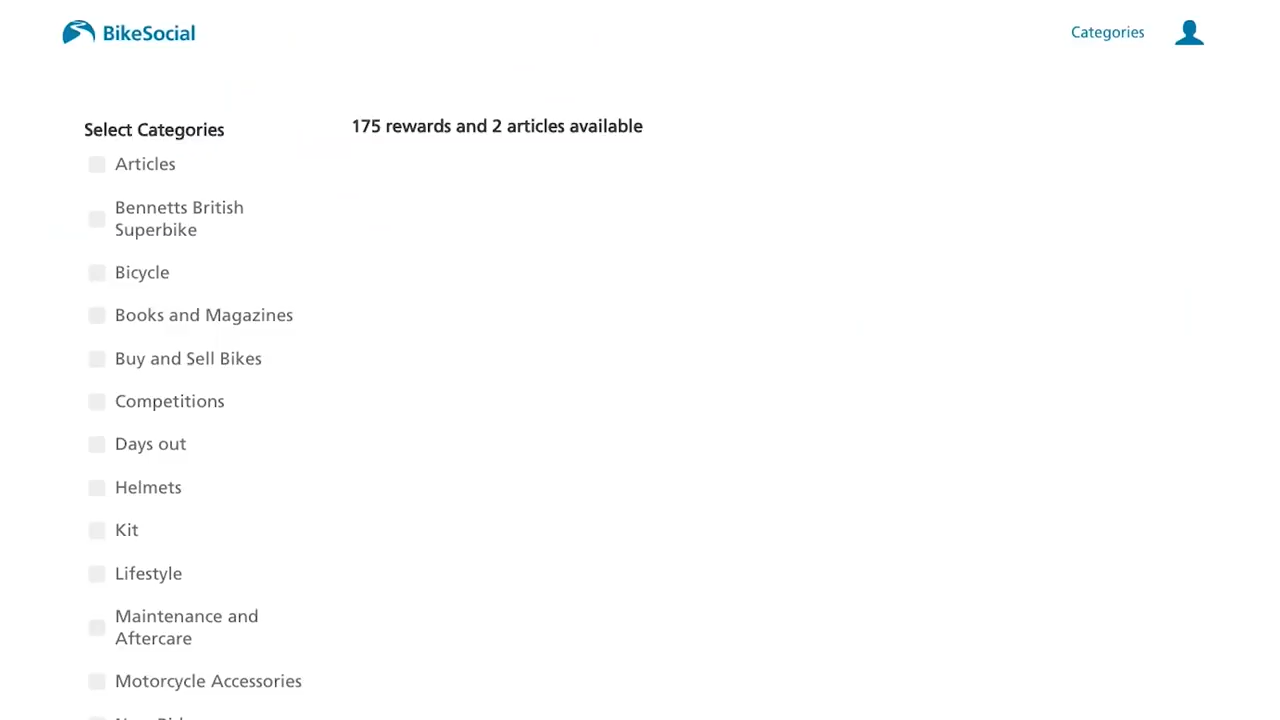 BikeSocial
Categories
Select Categories
175 rewards and 2 articles available
Articles
Bennetts British
Superbike
Bicycle
Books and Magazines
Buy and Sell Bikes
Competitions
Days out
Helmets
Kit
Lifestyle
Maintenance and
Aftercare
Motorcycle Accessories